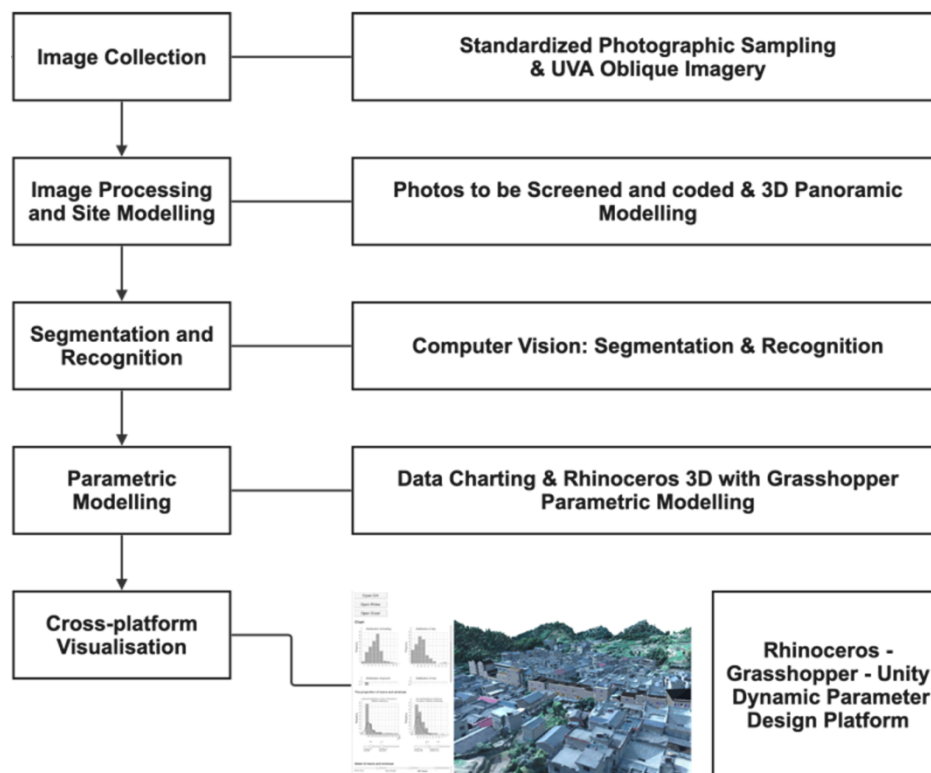 Image Collection
Standardized Photographic Sampling
& UVA Oblique Imagery
Image Processing
and Site Modelling
Photos to be Screened and coded & 3D Panoramic
Modelling
Segmentation and
Recognition
Computer Vision: Segmentation & Recognition
Parametric
Modelling
Data Charting & Rhinoceros 3D with Grasshopper
Parametric Modelling
Cross-platform
Visualisation
Rhinoceros -
Grasshopper - Unity
Dynamic Parameter
Design Platform